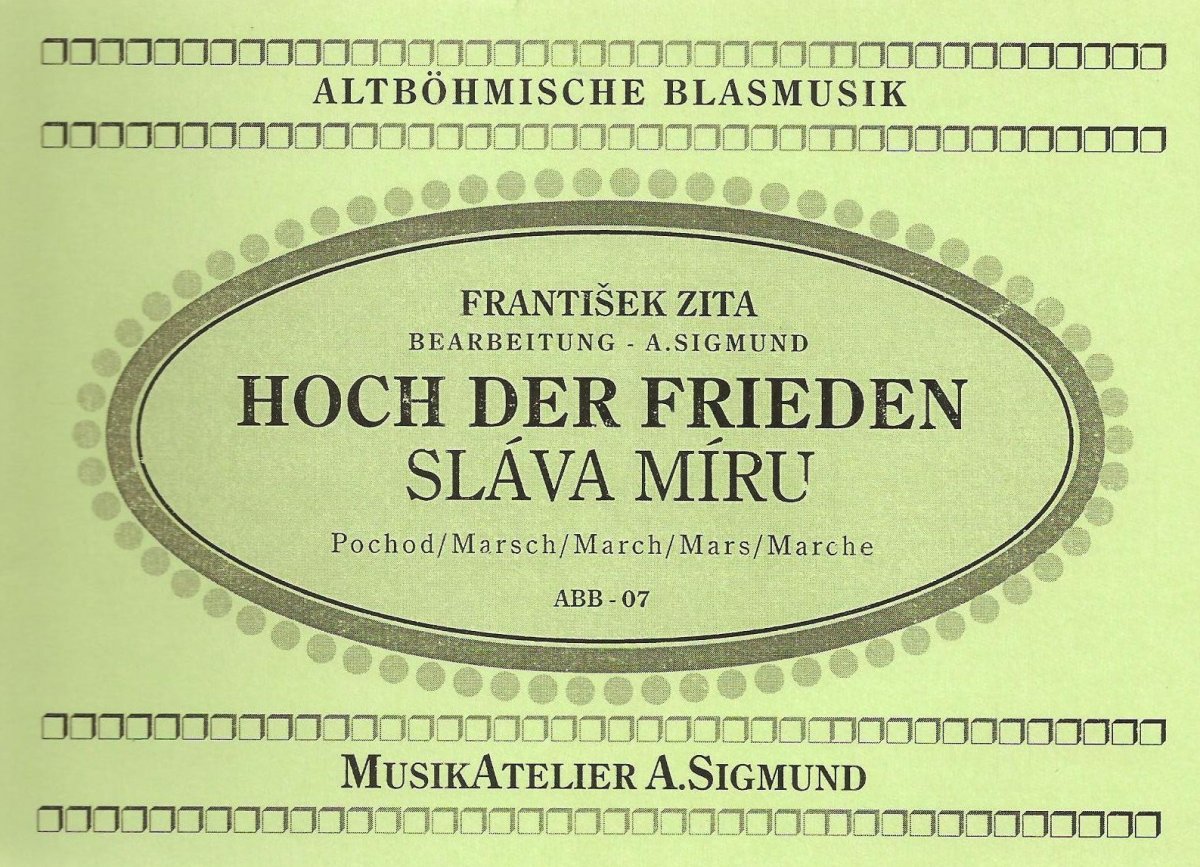 ALTBÖHMISCHE BLASMUSIK
FRANTIŠEK ZITA
BEARBEITUNG - A.SIGMUND
HOCH DER FRIEDEN
SLÁVA MÍRU
Pochod/Marsch/March/Mars/Marche
ABB - 07
MUSIKATELIER A.SIGMUND